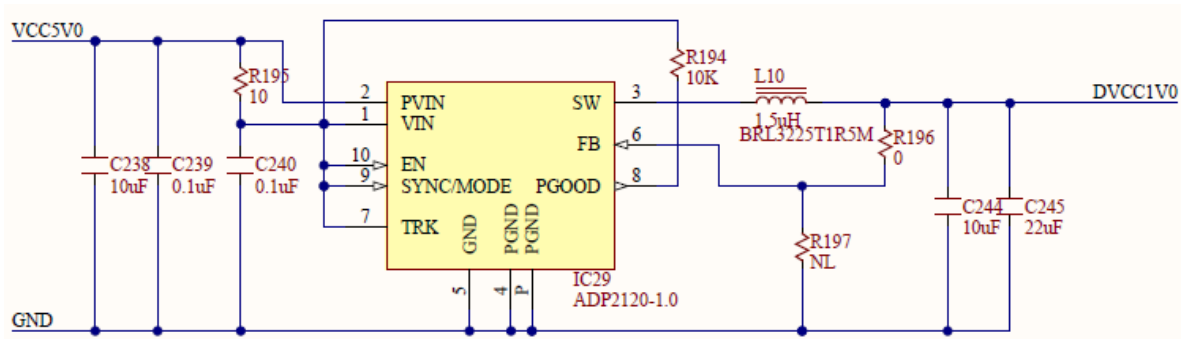 VCC5V0
R195
10
C238
10uF
C239
0.1uF
C240
0.1uF
2
1
10
9
7
PVIN
VIN
EN
SYNC/MODE
TRK
GND
PGND
PGND
SW
FB
PGOOD
3
6
8
5
4
P
IC29
ADP2120-1.0
R194
10K
L10
1.5uH
BRL3225T1R5M
R196
0
R197
NL
C244
10uF
C245
22uF
DVCC1V0
GND